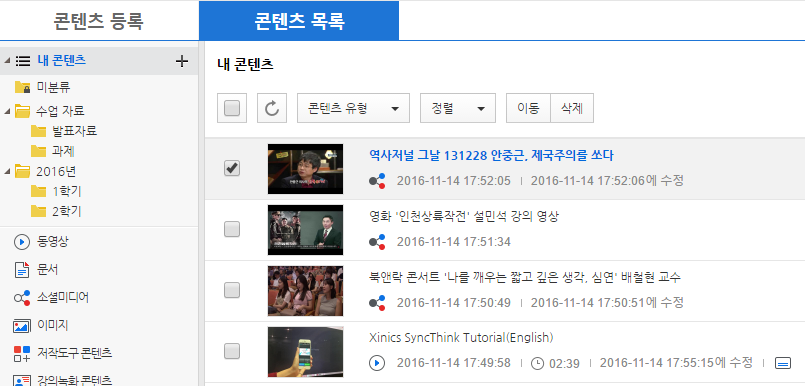 콘텐츠 등록
콘텐츠 목록
내 콘텐츠
미분류
수업 자료
발표자료
과제
2016년
1학기
2학기
동영상
문서
소셜미디어
이미지
저작도구 콘텐츠
강의녹화 콘텐츠
내 콘텐츠
콘텐츠 유형 정렬 이동 삭제
역사저널 그날 131228 안중근, 제국주의를 쏘다
2016-11-14 17:52:05 2016-11-14 17:52:06에 수정
영화 '인천상륙작전' 설민석 강의 영상
2016-11-14 17:51:34
북앤락 콘서트 '나를 깨우는 짧고 깊은 생각, 심연' 배철현 교수
2016-11-14 17:50:49 2016-11-14 17:50:51에 수정
Xinics SyncThink Tutorial(English)
2016-11-14 17:49:58 02:39 2016-11-14 17:55:15에 수정